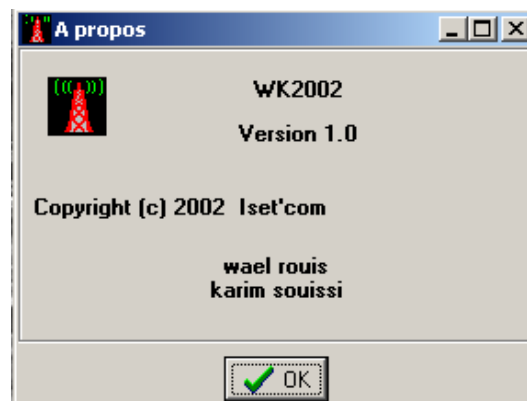 A propos
WK2002
Version 1.0
Copyright (c) 2002 Iset'com
wael rouis
karim souissi
OK